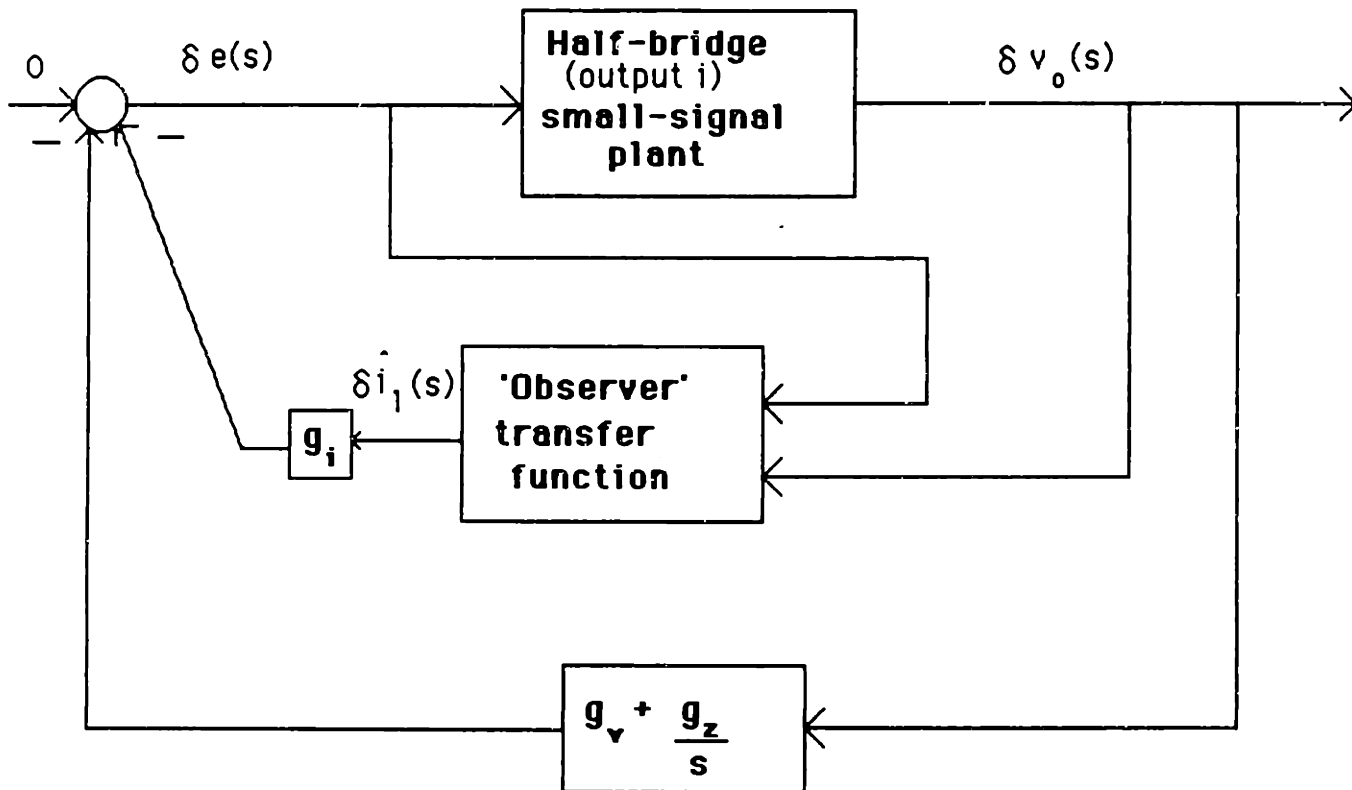 0
δ e(s)
Half-bridge
(output i)
small-signal
plant
δ v_o(s)
−
−
δ î_1(s)
g_i
'Observer'
transfer
function
g_v + g_z
s